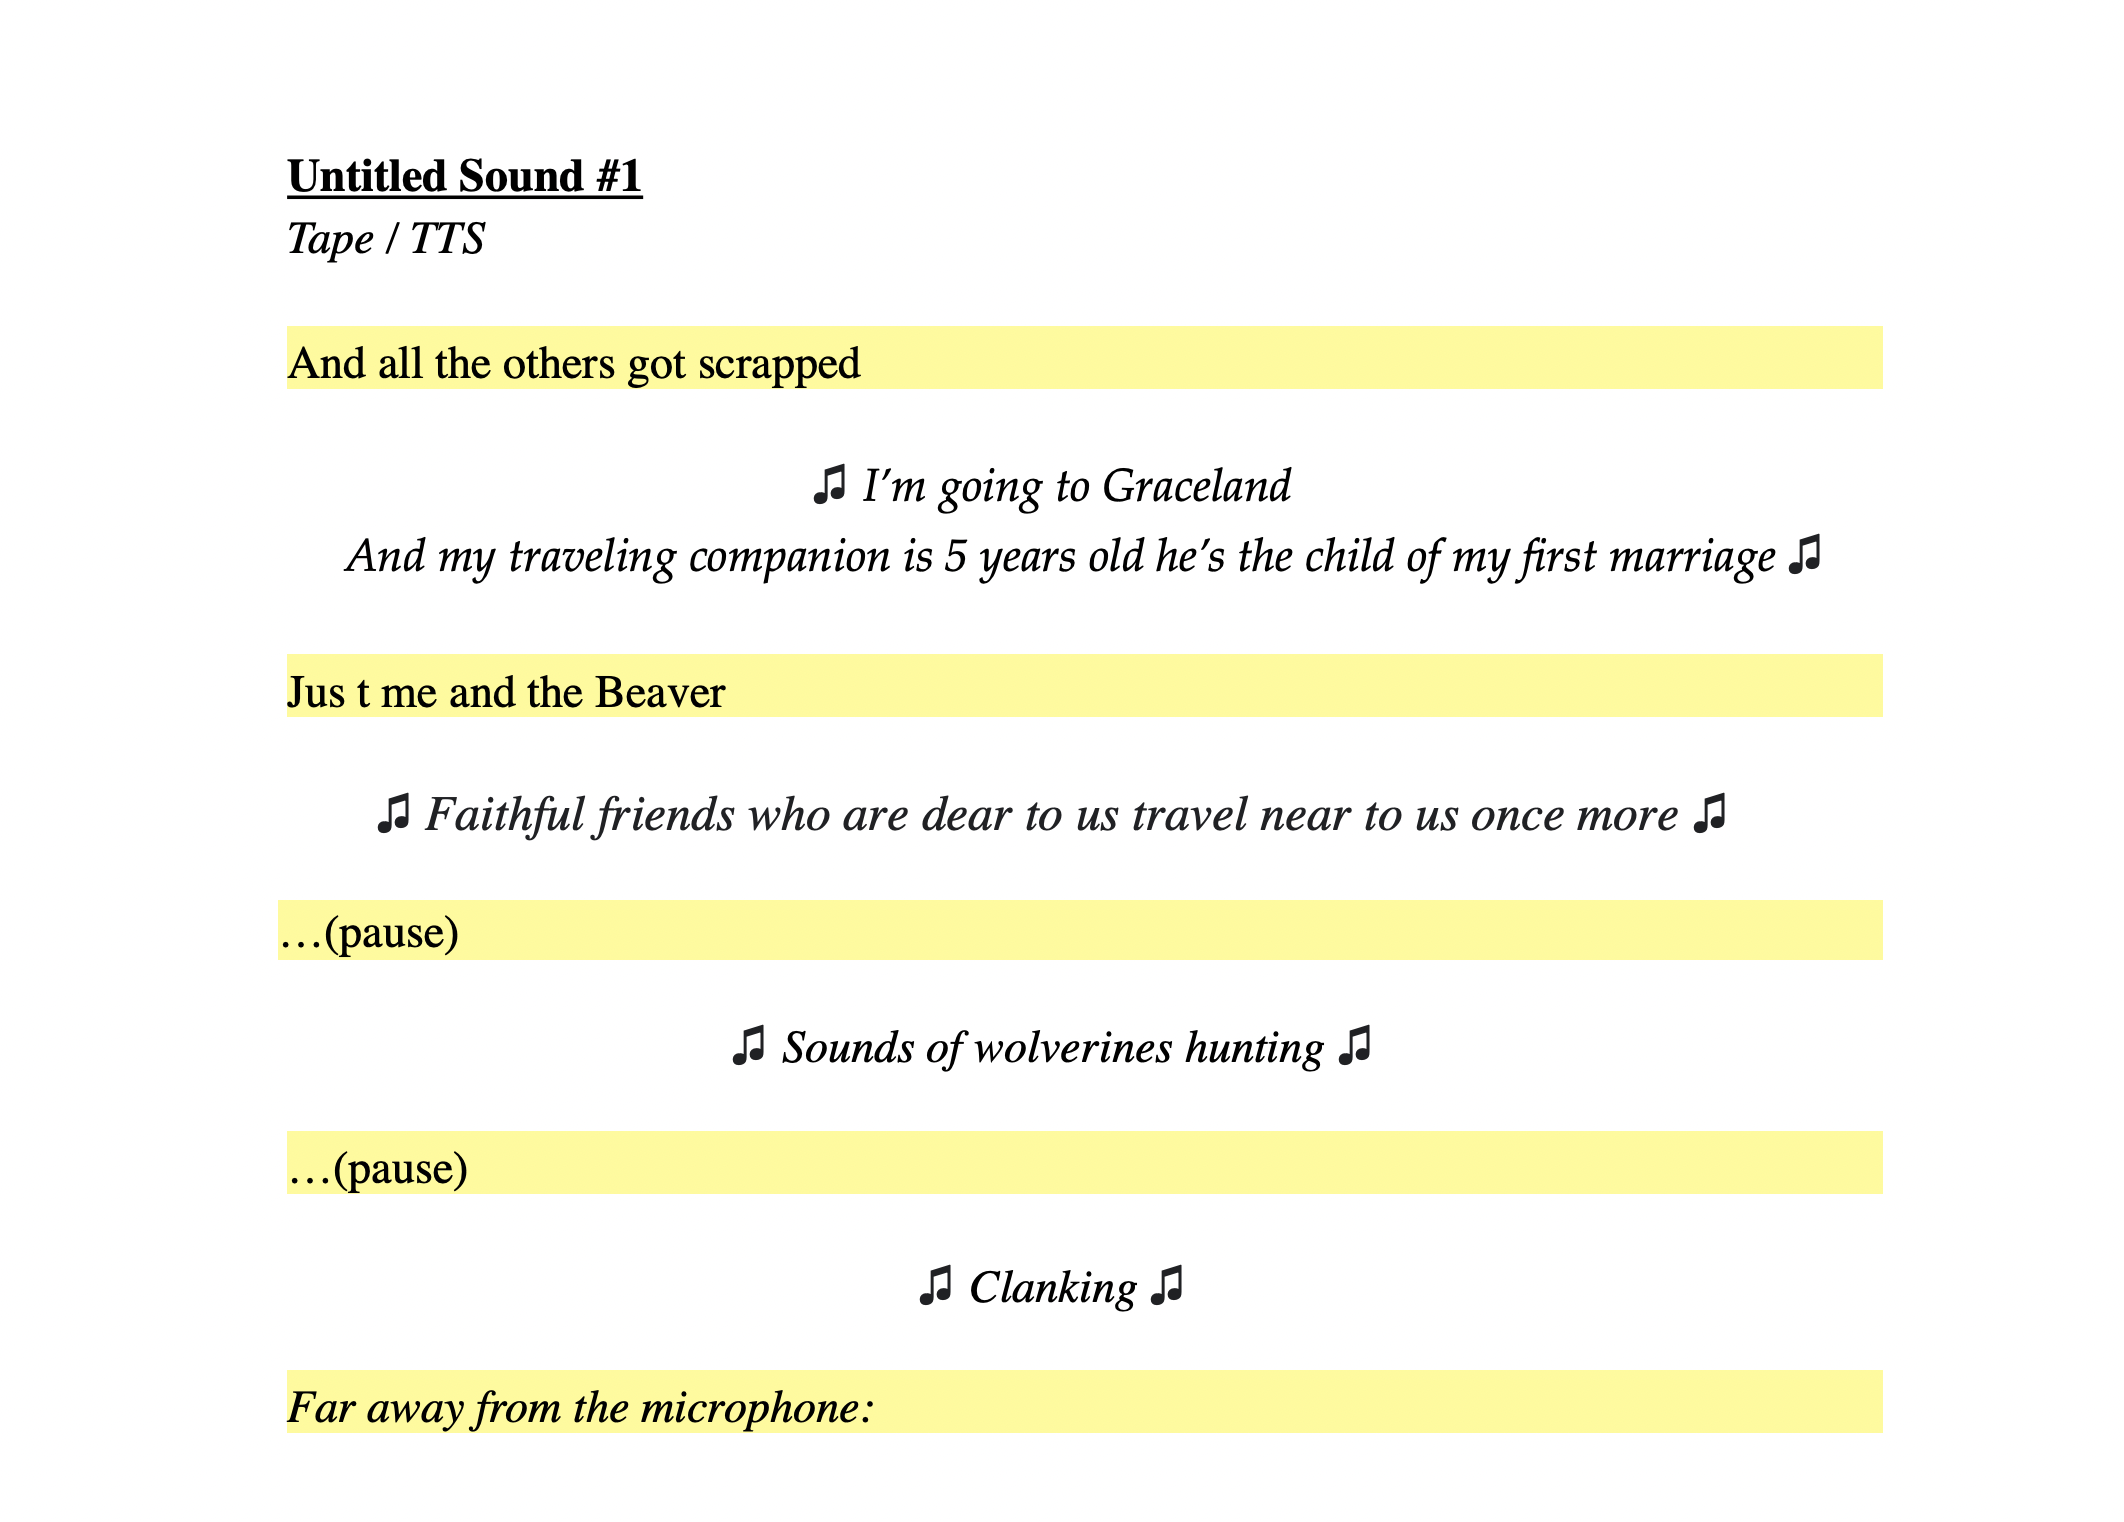 Untitled Sound #1
Tape / TTS
And all the others got scrapped
♫ I’m going to Graceland
And my traveling companion is 5 years old he’s the child of my first marriage ♫
Jus t me and the Beaver
♫ Faithful friends who are dear to us travel near to us once more ♫
…(pause)
♫ Sounds of wolverines hunting ♫
…(pause)
♫ Clanking ♫
Far away from the microphone: